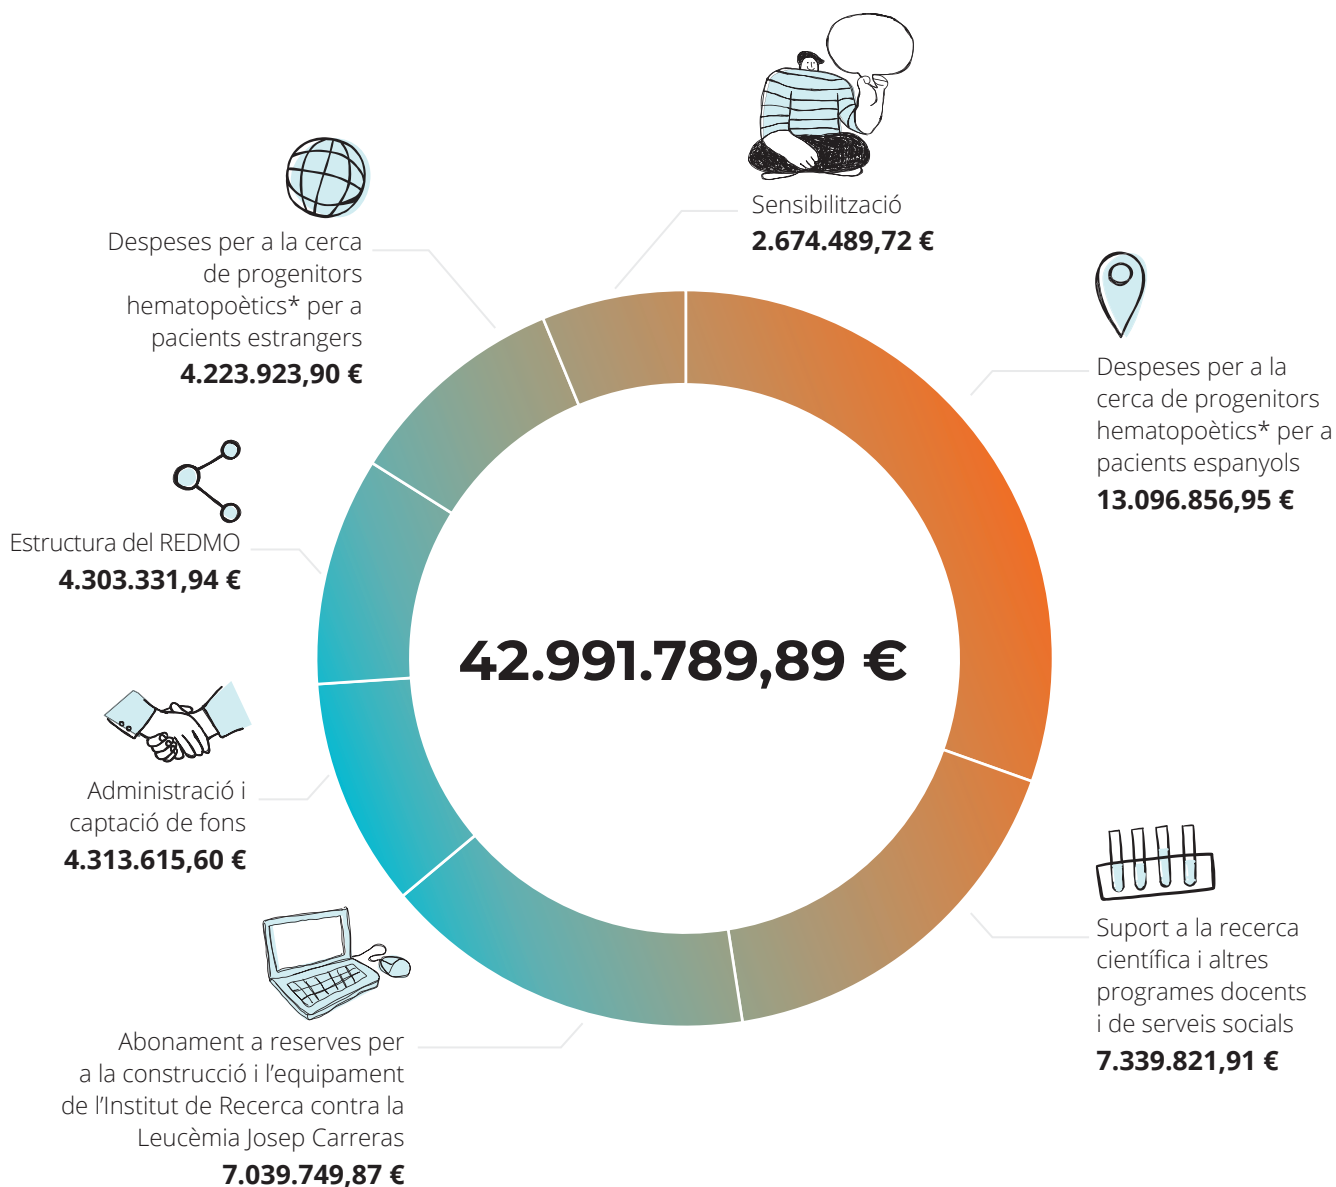 Sensibilització
2.674.489,72 €
Despeses per a la
cerca de progenitors
hematopoètics* per a
pacients espanyols
13.096.856,95 €
Suport a la recerca
científica i altres
programes docents
i de serveis socials
7.339.821,91 €
Abonament a reserves per
a la construcció i l’equipament
de l’Institut de Recerca contra la
Leucèmia Josep Carreras
7.039.749,87 €
Administració i
captació de fons
4.313.615,60 €
Estructura del REDMO
4.303.331,94 €
Despeses per a la cerca
de progenitors
hematopoètics* per a
pacients estrangers
4.223.923,90 €
42.991.789,89 €